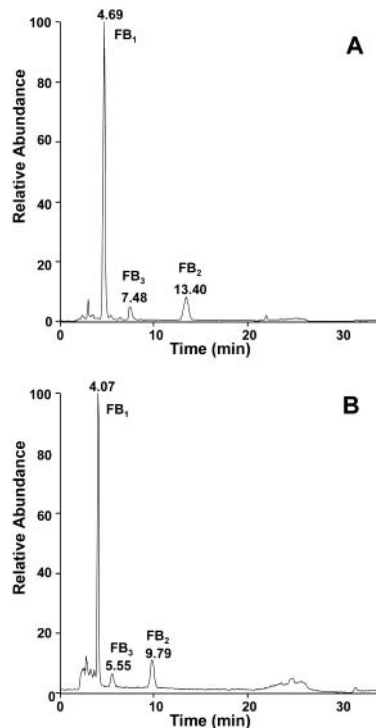 4.69
FB1
A
100
80
60
40
20
0
Relative Abundance
FB3
7.48
FB2
13.40
0 10 20 30
Time (min)
4.07
FB1
B
100
80
60
40
20
0
Relative Abundance
FB3
5.55
FB2
9.79
0 10 20 30
Time (min)